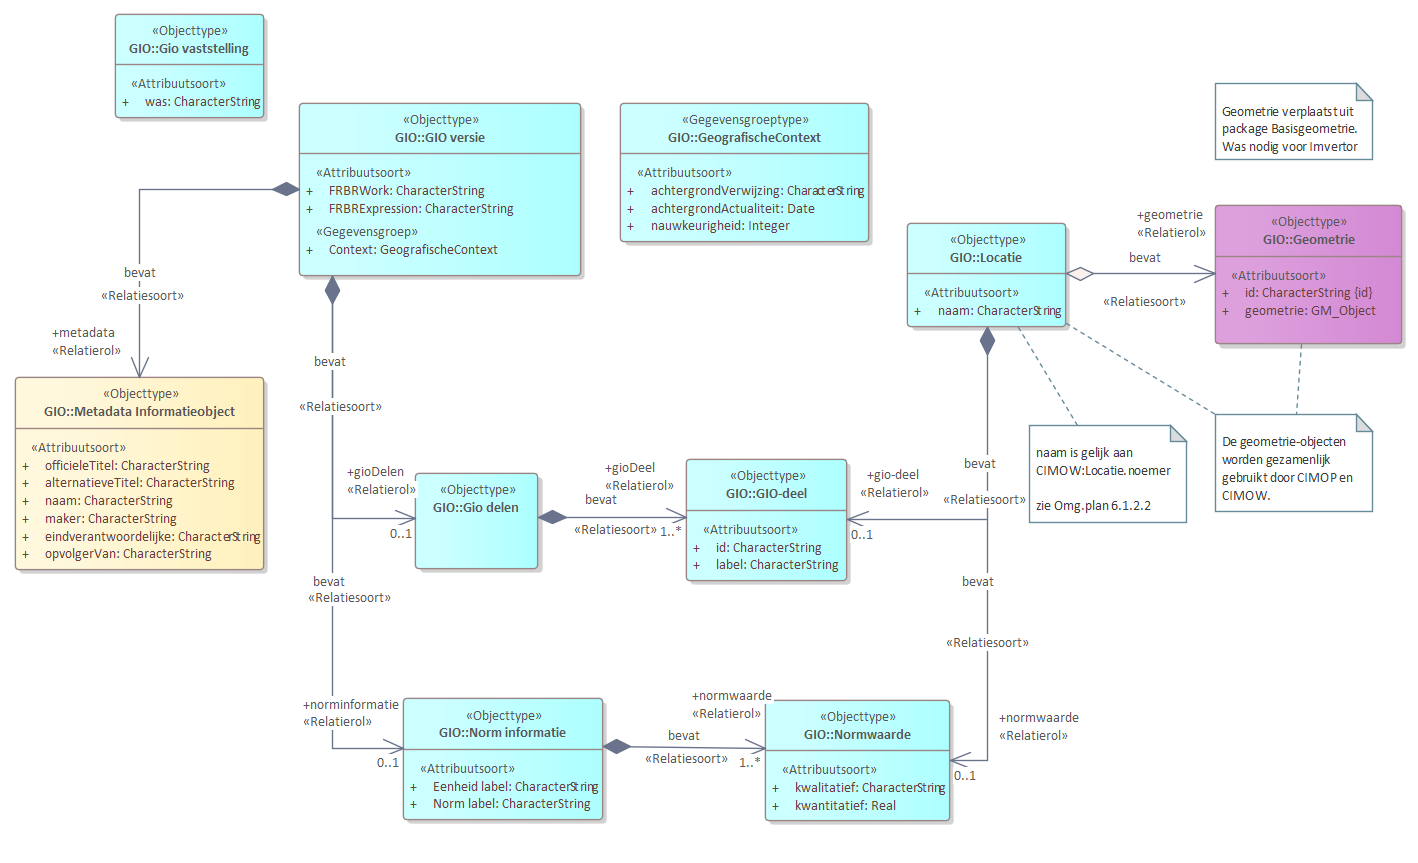 «Objecttype»
GIO::Gio vaststelling
«Attribuutsoort»
+ was: CharacterString
«Objecttype»
GIO::GIO versie
«Attribuutsoort»
+ FRBRWork: CharacterString
+ FRBRExpression: CharacterString
«Gegevensgroep»
+ Context: GeografischeContext
«Gegevensgroeptype»
GIO::GeografischeContext
«Attribuutsoort»
+ achtergrondVerwijzing: CharacterString
+ achtergrondActualiteit: Date
+ nauwkeurigheid: Integer
Geometrie verplaatst uit
package Basisgeometrie.
Was nodig voor Imvertor
«Objecttype»
GIO::Locatie
«Attribuutsoort»
+ naam: CharacterString
+geometrie
«Relatierol»
bevat
«Relatiesoort»
«Objecttype»
GIO::Geometrie
«Attribuutsoort»
+ id: CharacterString {id}
+ geometrie: GM_Object
bevat
«Relatiesoort»
+metadata
«Relatierol»
«Objecttype»
GIO::Metadata Informatieobject
«Attribuutsoort»
+ officieleTitel: CharacterString
+ alternatieveTitel: CharacterString
+ naam: CharacterString
+ maker: CharacterString
+ eindverantwoordelijke: CharacterString
+ opvolgerVan: CharacterString
bevat
«Relatiesoort»
+gioDelen
«Relatierol»
0..1
GIO::Gio delen
+gioDeel
«Relatierol»
bevat
«Relatiesoort»
1..*
«Objecttype»
GIO::GIO-deel
«Attribuutsoort»
+ id: CharacterString
+ label: CharacterString
+gio-deel
«Relatierol»
0..1
bevat
«Relatiesoort»
naam is gelijk aan
CIMOW:Locatie.noemer
zie Omg.plan 6.1.2.2
De geometrie-objecten
worden gezamenlijk
gebruikt door CIMOP en
CIMOW.
bevat
«Relatiesoort»
+norminformatie
«Relatierol»
0..1
«Objecttype»
GIO::Norm informatie
«Attribuutsoort»
+ Eenheid label: CharacterString
+ Norm label: CharacterString
+normwaarde
«Relatierol»
bevat
«Relatiesoort»
1..*
«Objecttype»
GIO::Normwaarde
«Attribuutsoort»
+ kwalitatief: CharacterString
+ kwantitatief: Real
bevat
«Relatiesoort»
+normwaarde
«Relatierol»
0..1